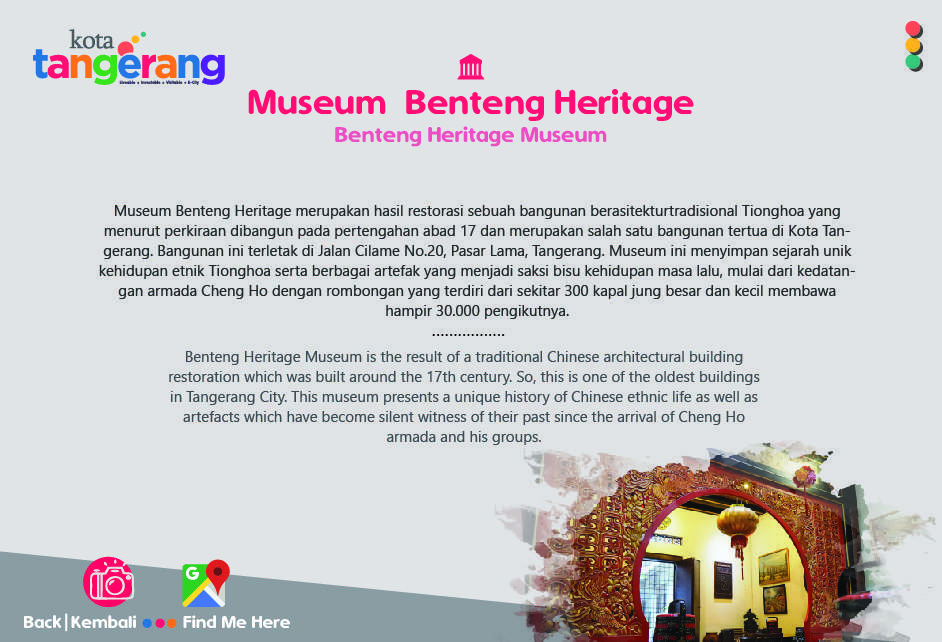 kota
tangerang
Liveable • Investable • Visitable • E-City
Museum Benteng Heritage
Benteng Heritage Museum
Museum Benteng Heritage merupakan hasil restorasi sebuah bangunan berasitekturtradisional Tionghoa yang
menurut perkiraan dibangun pada pertengahan abad 17 dan merupakan salah satu bangunan tertua di Kota Tan-
gerang. Bangunan ini terletak di Jalan Cilame No.20, Pasar Lama, Tangerang. Museum ini menyimpan sejarah unik
kehidupan etnik Tionghoa serta berbagai artefak yang menjadi saksi bisu kehidupan masa lalu, mulai dari kedatan-
gan armada Cheng Ho dengan rombongan yang terdiri dari sekitar 300 kapal jung besar dan kecil membawa
hampir 30.000 pengikutnya.
.................
Benteng Heritage Museum is the result of a traditional Chinese architectural building
restoration which was built around the 17th century. So, this is one of the oldest buildings
in Tangerang City. This museum presents a unique history of Chinese ethnic life as well as
artefacts which have become silent witness of their past since the arrival of Cheng Ho
armada and his groups.
G
Back|Kembali ••• Find Me Here